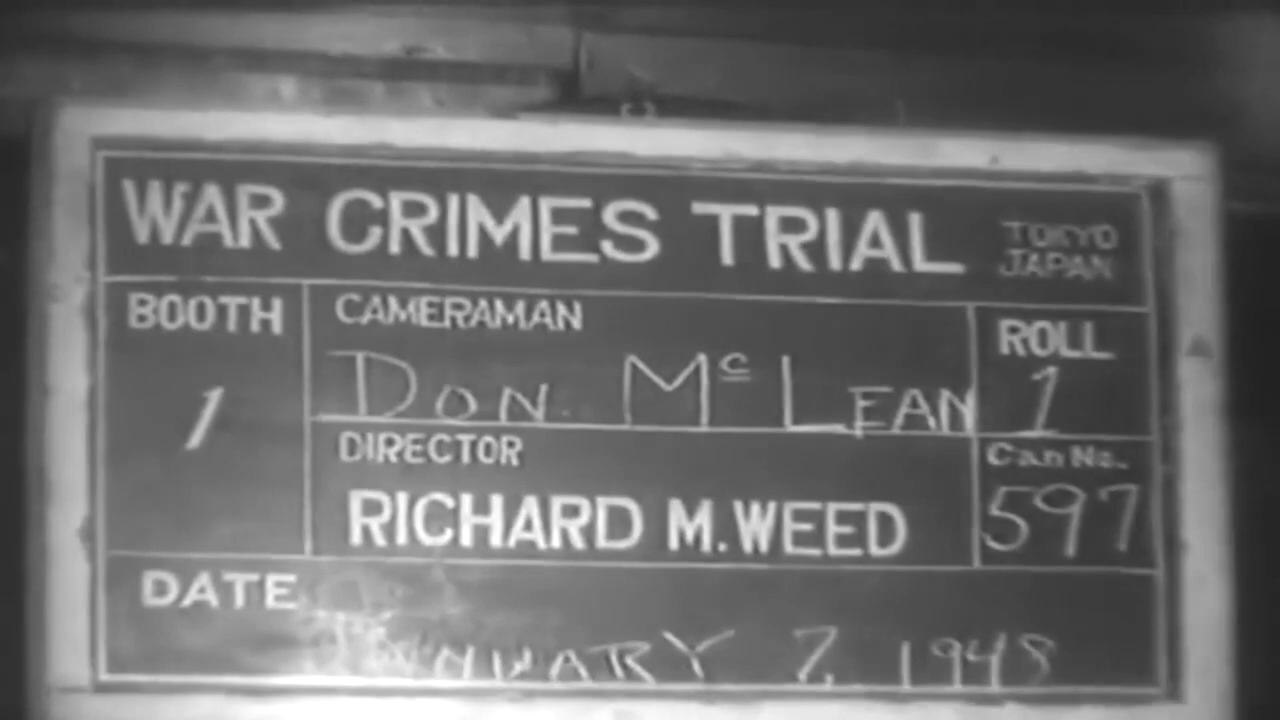 WAR CRIMES TRIAL TOKYO JAPAN
BOOTH 1
CAMERAMAN
DON McLEAN
ROLL 1
DIRECTOR
RICHARD M. WEED
Can No. 597
DATE
JANUARY 7, 1948